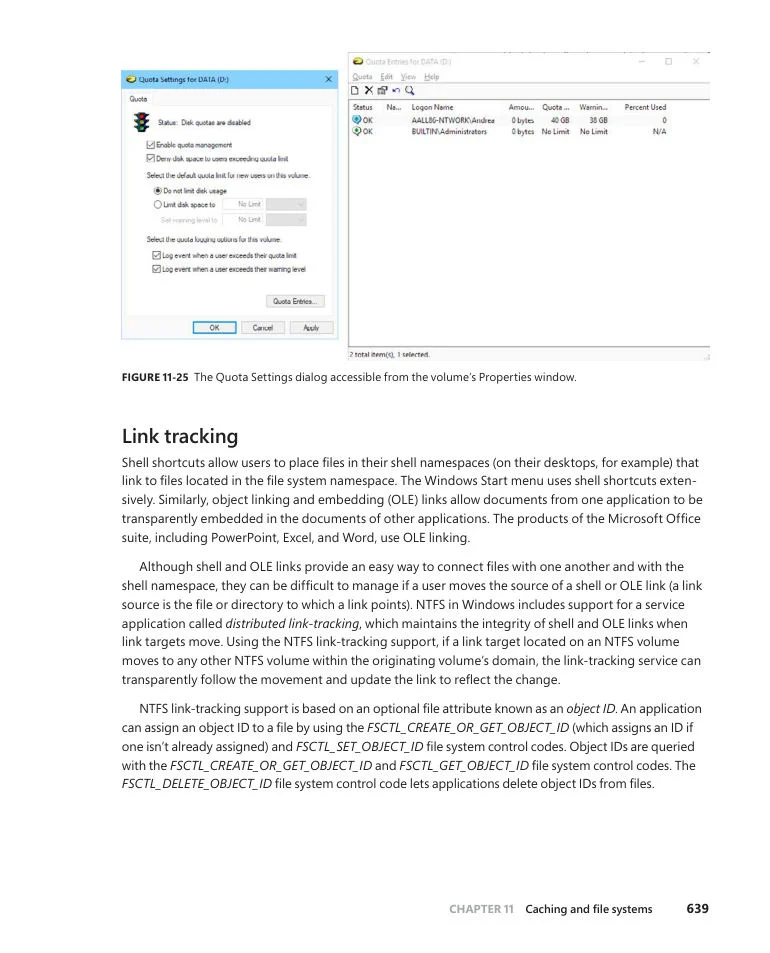 Quota Settings for DATA (D:)
Quota
Status: Disk quotas are disabled
Enable quota management
Deny disk space to users exceeding quota limit
Select the default quota limit for new users on this volume:
Do not limit disk usage
Limit disk space to No Limit
Set warning level to No Limit
Select the quota logging options for this volume:
Log event when a user exceeds their quota limit
Log event when a user exceeds their warning level
Quota Entries...
OK Cancel Apply
Quota Entries for DATA (D:)
Quota Edit View Help
Status Na... Logon Name Amou... Quota ... Warnin... Percent Used
OK AALL86-NTWORK\Andrea 0 bytes 40 GB 38 GB 0
OK BUILTIN\Administrators 0 bytes No Limit No Limit N/A
2 total item(s), 1 selected.
FIGURE 11-25 The Quota Settings dialog accessible from the volume’s Properties window.
Link tracking
Shell shortcuts allow users to place files in their shell namespaces (on their desktops, for example) that
link to files located in the file system namespace. The Windows Start menu uses shell shortcuts exten-
sively. Similarly, object linking and embedding (OLE) links allow documents from one application to be
transparently embedded in the documents of other applications. The products of the Microsoft Office
suite, including PowerPoint, Excel, and Word, use OLE linking.
Although shell and OLE links provide an easy way to connect files with one another and with the
shell namespace, they can be difficult to manage if a user moves the source of a shell or OLE link (a link
source is the file or directory to which a link points). NTFS in Windows includes support for a service
application called distributed link-tracking, which maintains the integrity of shell and OLE links when
link targets move. Using the NTFS link-tracking support, if a link target located on an NTFS volume
moves to any other NTFS volume within the originating volume’s domain, the link-tracking service can
transparently follow the movement and update the link to reflect the change.
NTFS link-tracking support is based on an optional file attribute known as an object ID. An application
can assign an object ID to a file by using the FSCTL_CREATE_OR_GET_OBJECT_ID (which assigns an ID if
one isn’t already assigned) and FSCTL_SET_OBJECT_ID file system control codes. Object IDs are queried
with the FSCTL_CREATE_OR_GET_OBJECT_ID and FSCTL_GET_OBJECT_ID file system control codes. The
FSCTL_DELETE_OBJECT_ID file system control code lets applications delete object IDs from files.
CHAPTER 11 Caching and file systems 639